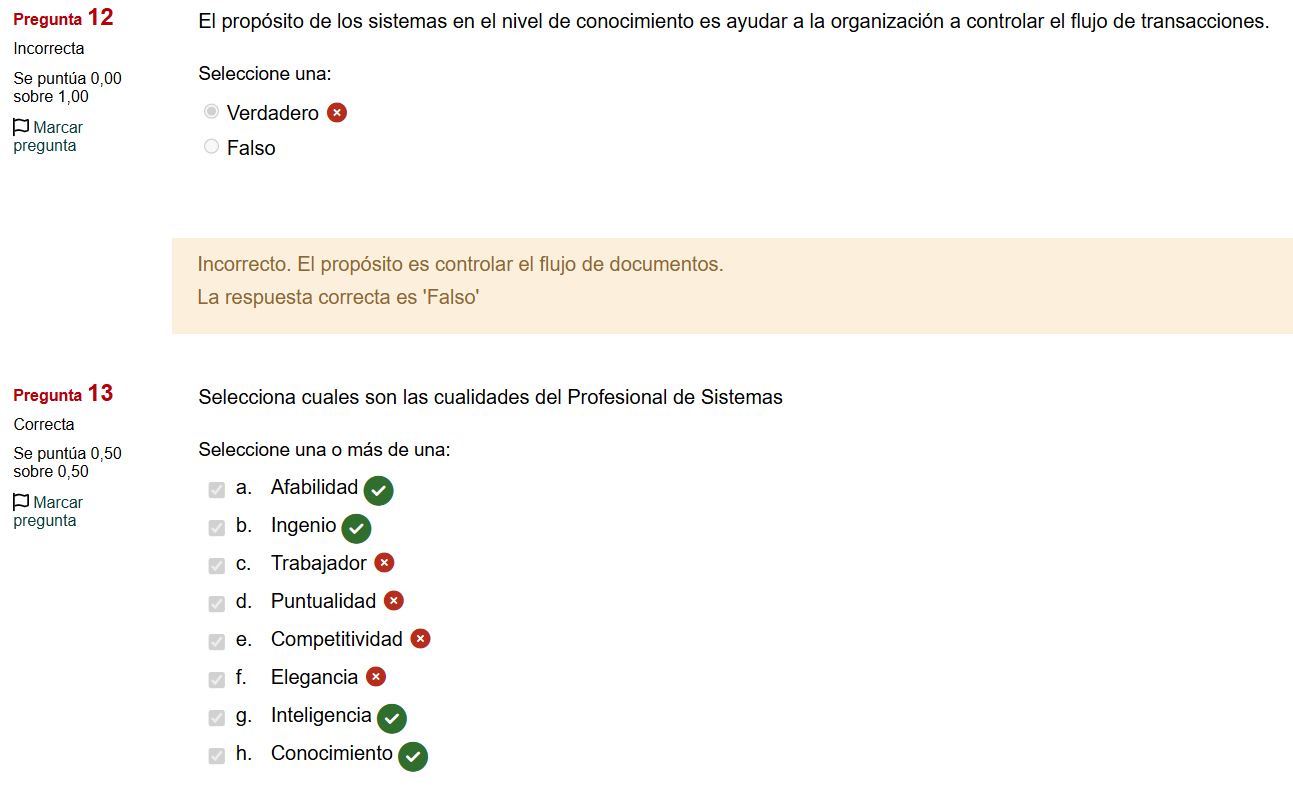 Pregunta 12
Incorrecta
Se puntúa 0,00
sobre 1,00
Marcar
pregunta
El propósito de los sistemas en el nivel de conocimiento es ayudar a la organización a controlar el flujo de transacciones.
Seleccione una:
Verdadero
Falso
Incorrecto. El propósito es controlar el flujo de documentos.
La respuesta correcta es 'Falso'
Pregunta 13
Correcta
Se puntúa 0,50
sobre 0,50
Marcar
pregunta
Selecciona cuales son las cualidades del Profesional de Sistemas
Seleccione una o más de una:
a. Afabilidad
b. Ingenio
c. Trabajador
d. Puntualidad
e. Competitividad
f. Elegancia
g. Inteligencia
h. Conocimiento